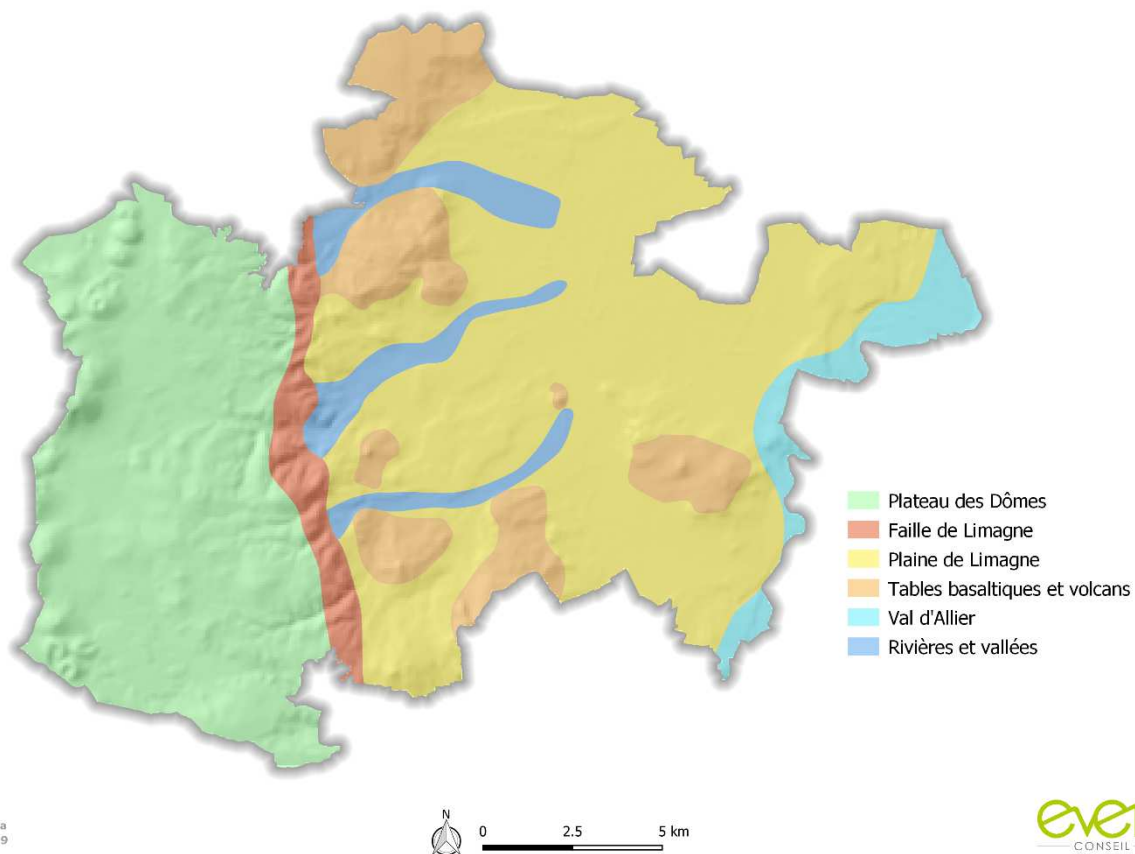 Plateau des Dômes
Faille de Limagne
Plaine de Limagne
Tables basaltiques et volcans
Val d'Allier
Rivières et vallées
N
0 2.5 5 km
CONSEIL